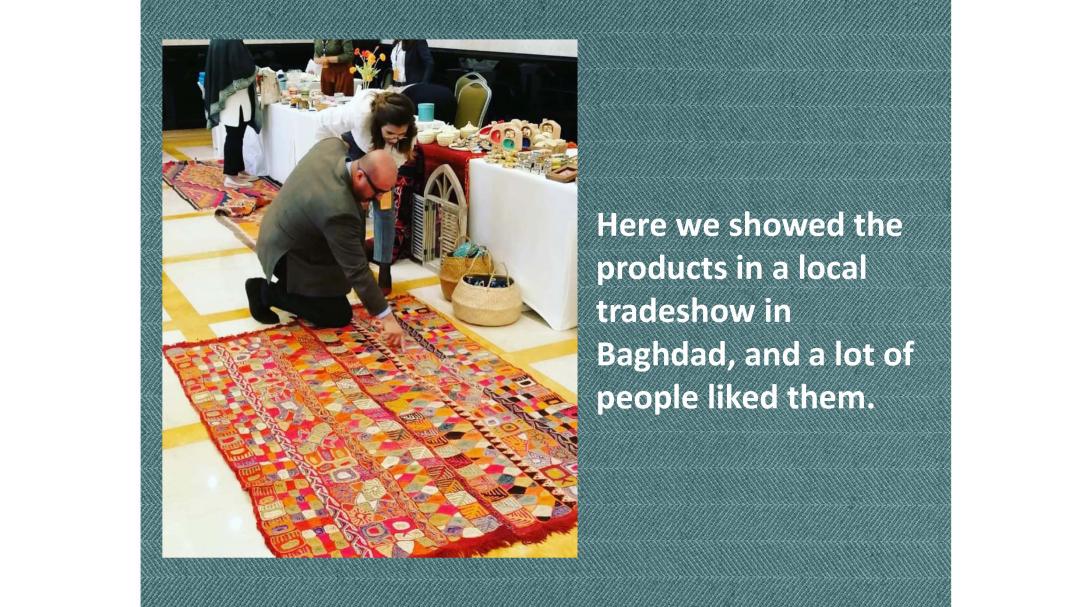 Here we showed the
products in a local
tradeshow in
Baghdad, and a lot of
people liked them.